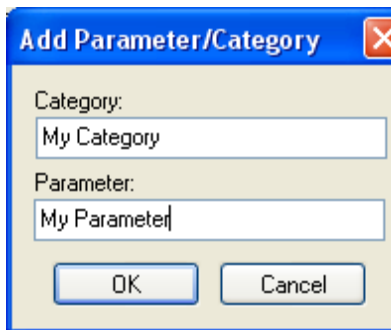 Add Parameter/Category
Category:
My Category
Parameter:
My Parameter
OK Cancel